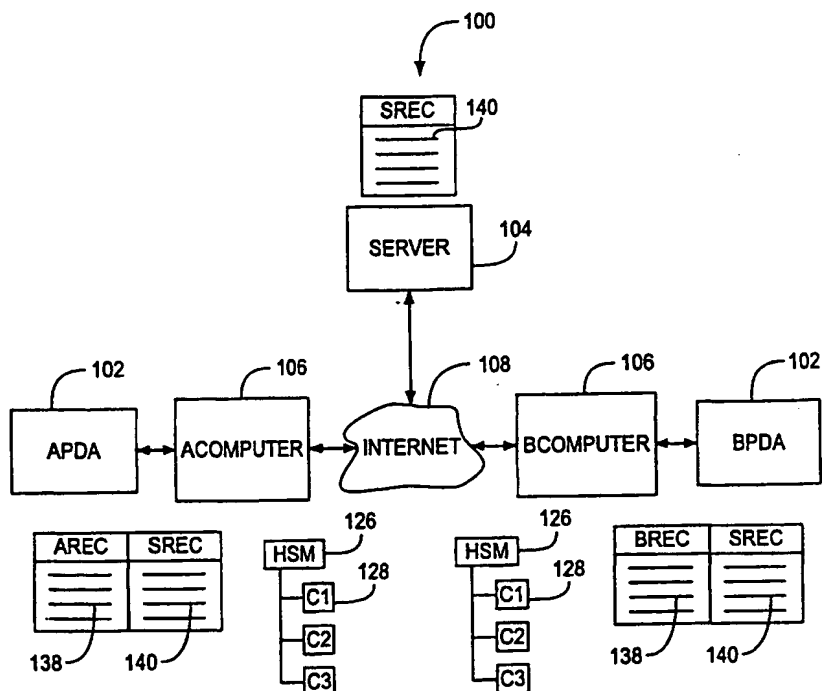 100
SREC
140
SERVER
104
102
106
108
106
102
APDA
ACOMPUTER
INTERNET
BCOMPUTER
BPDA
AREC SREC
138
140
HSM
126
C1
128
C2
C3
HSM
126
C1
128
C2
C3
BREC SREC
138
140